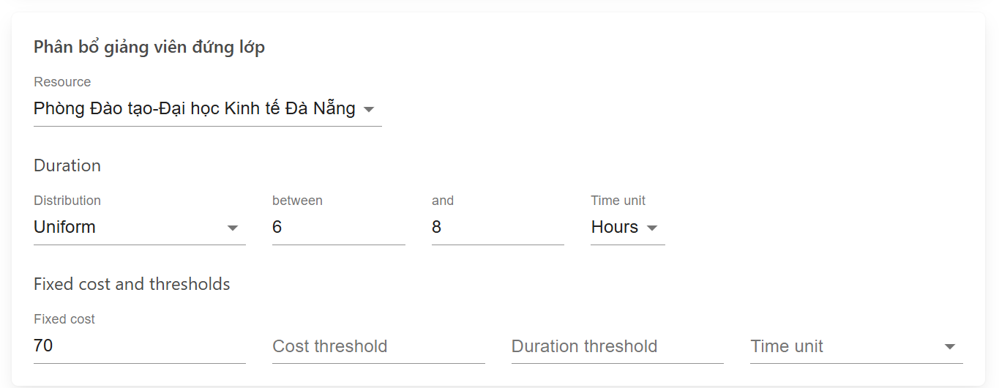 Phân bổ giảng viên đứng lớp
Resource
Phòng Đào tạo-Đại học Kinh tế Đà Nẵng
Duration
Distribution between and Time unit
Uniform 6 8 Hours
Fixed cost and thresholds
Fixed cost
70 Cost threshold Duration threshold Time unit